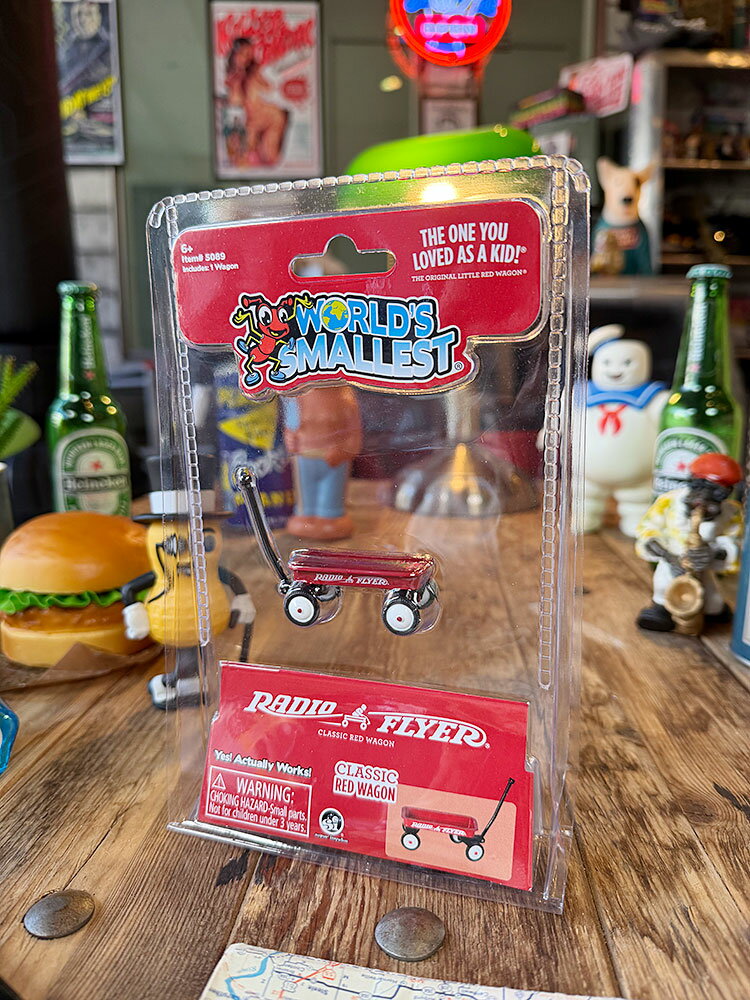 6+
Item# 5089
Includes: 1 Wagon
THE ONE YOU
LOVED AS A KID!®
THE ORIGINAL LITTLE RED WAGON®
WORLD'S
SMALLEST®
Heineken
Heineken
RADIO FLYER
RADIO FLYER®
CLASSIC RED WAGON
Yes! Actually Works!
WARNING:
CHOKING HAZARD-Small parts.
Not for children under 3 years.
CLASSIC
RED WAGON
RADIO FLYER